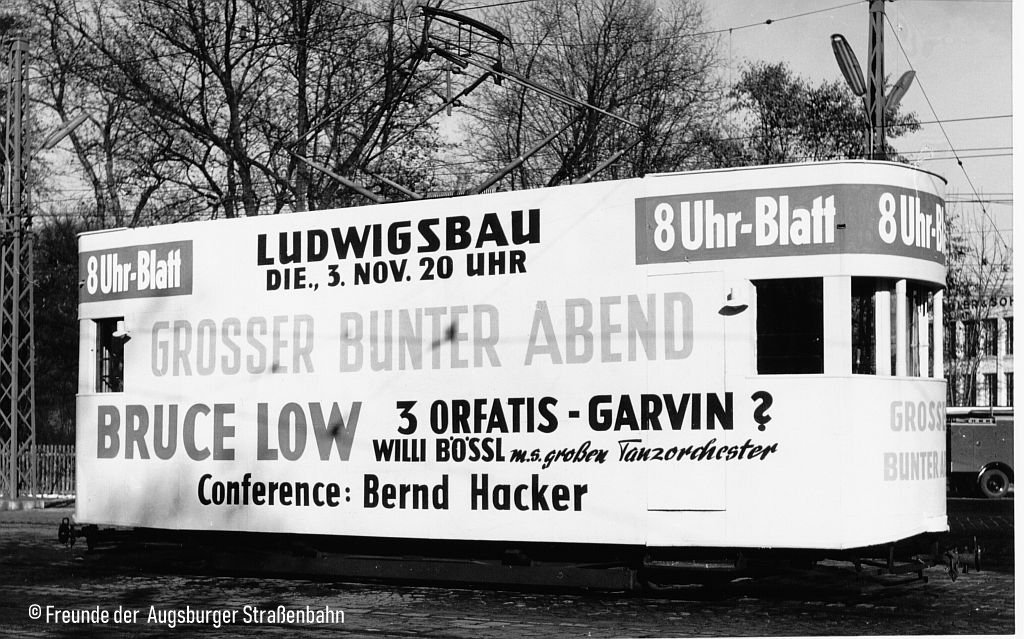 8 Uhr-Blatt
LUDWIGSBAU
DIE., 3. NOV. 20 UHR
8 Uhr-Blatt
8 Uhr-B
GROSSER BUNTER ABEND
BRUCE LOW
3 ORFATIS - GARVIN ?
WILLI BÖSSL m.s. großen Tanzorchester
Conference: Bernd Hacker
GROSS
BUNTER
© Freunde der Augsburger Straßenbahn